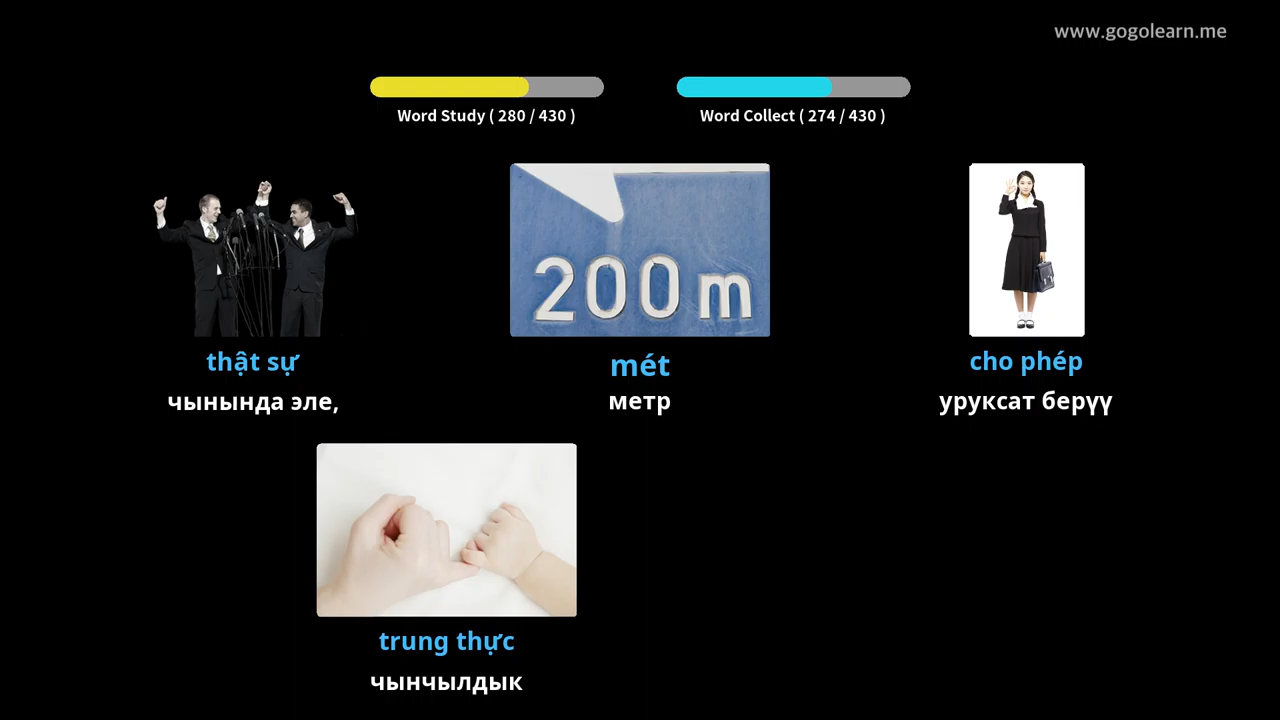 www.gogolearn.me
Word Study ( 280 / 430 )
Word Collect ( 274 / 430 )
200m
thật sự
чынында эле,
mét
метр
cho phép
уруксат берүү
trung thực
чынчылдык